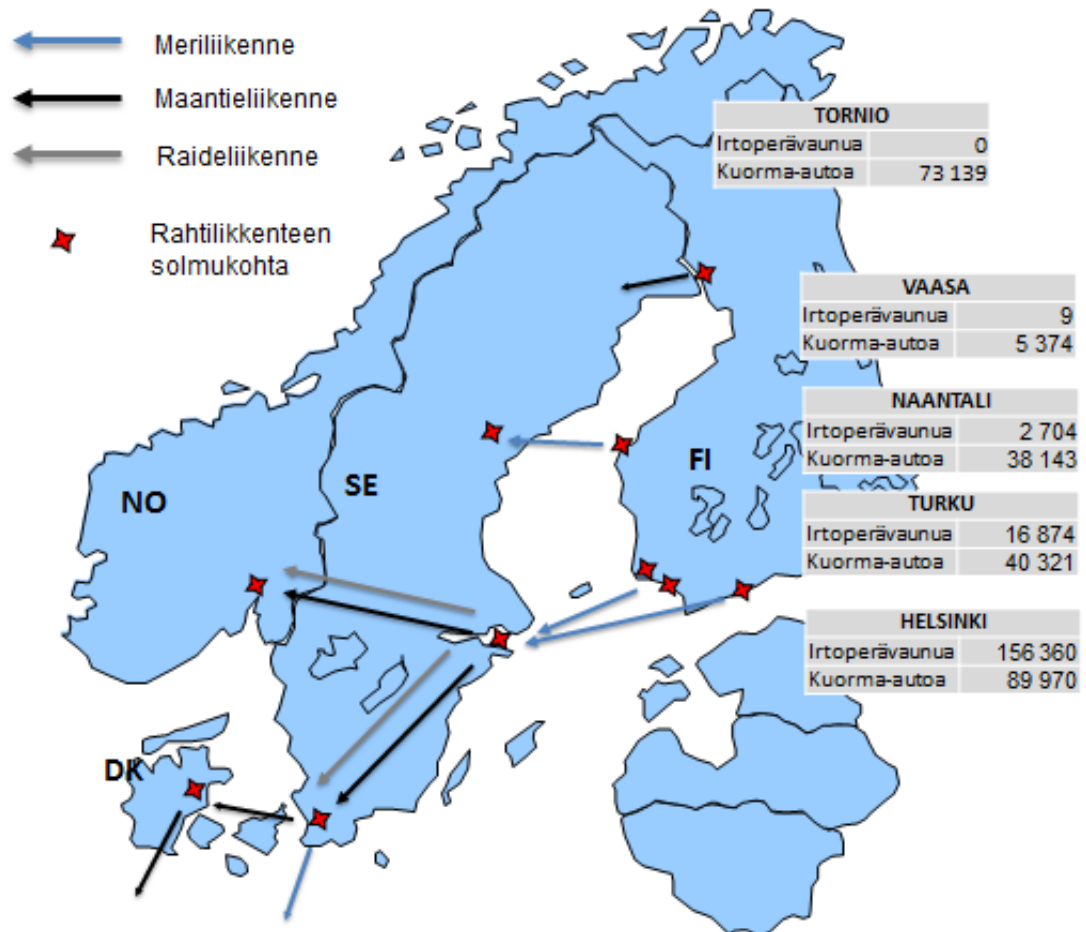 Meriliikenne
Maantieliikenne
Raideliikenne
Rahtilikkenteen
solmukohta
TORNIO
Irtoperävaunua 0
Kuorma-autoa 73 139
VAASA
Irtoperävaunua 9
Kuorma-autoa 5 374
NAANTALI
Irtoperävaunua 2 704
Kuorma-autoa 38 143
TURKU
Irtoperävaunua 16 874
Kuorma-autoa 40 321
HELSINKI
Irtoperävaunua 156 360
Kuorma-autoa 89 970
FI
SE
NO
DK